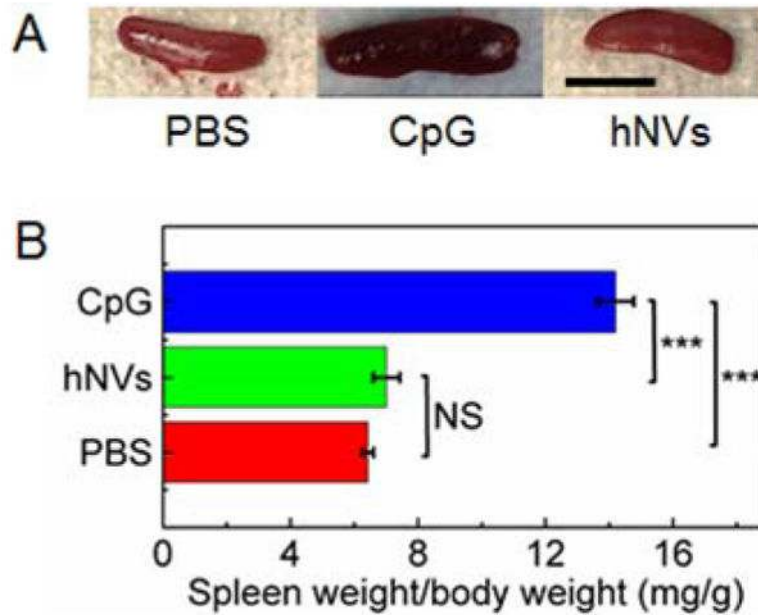 A
PBS CpG hNVs
B
CpG
hNVs
PBS
***
***
NS
0 4 8 12 16
Spleen weight/body weight (mg/g)